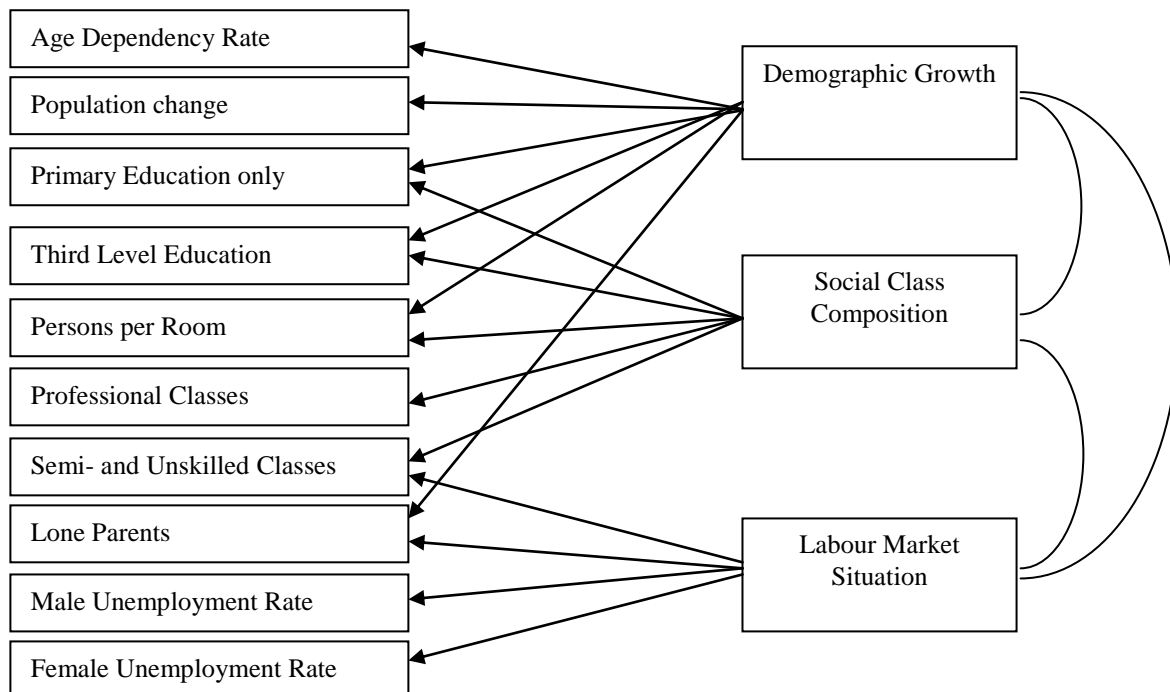 Age Dependency Rate
Population change
Primary Education only
Third Level Education
Persons per Room
Professional Classes
Semi- and Unskilled Classes
Lone Parents
Male Unemployment Rate
Female Unemployment Rate
Demographic Growth
Social Class
Composition
Labour Market
Situation